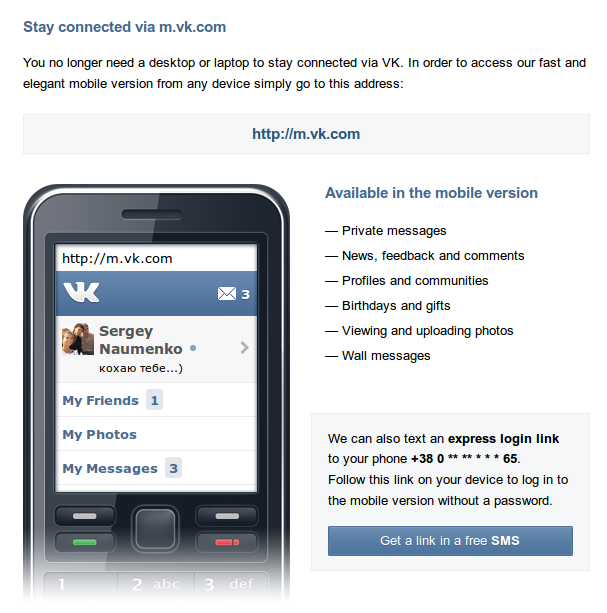 Stay connected via m.vk.com
You no longer need a desktop or laptop to stay connected via VK. In order to access our fast and
elegant mobile version from any device simply go to this address:
http://m.vk.com
http://m.vk.com
3
Sergey
Naumenko
кохаю тебе...)
My Friends 1
My Photos
My Messages 3
1 2 abc 3 def
Available in the mobile version
— Private messages
— News, feedback and comments
— Profiles and communities
— Birthdays and gifts
— Viewing and uploading photos
— Wall messages
We can also text an express login link
to your phone +38 0 ** ** * * * 65.
Follow this link on your device to log in to
the mobile version without a password.
Get a link in a free SMS